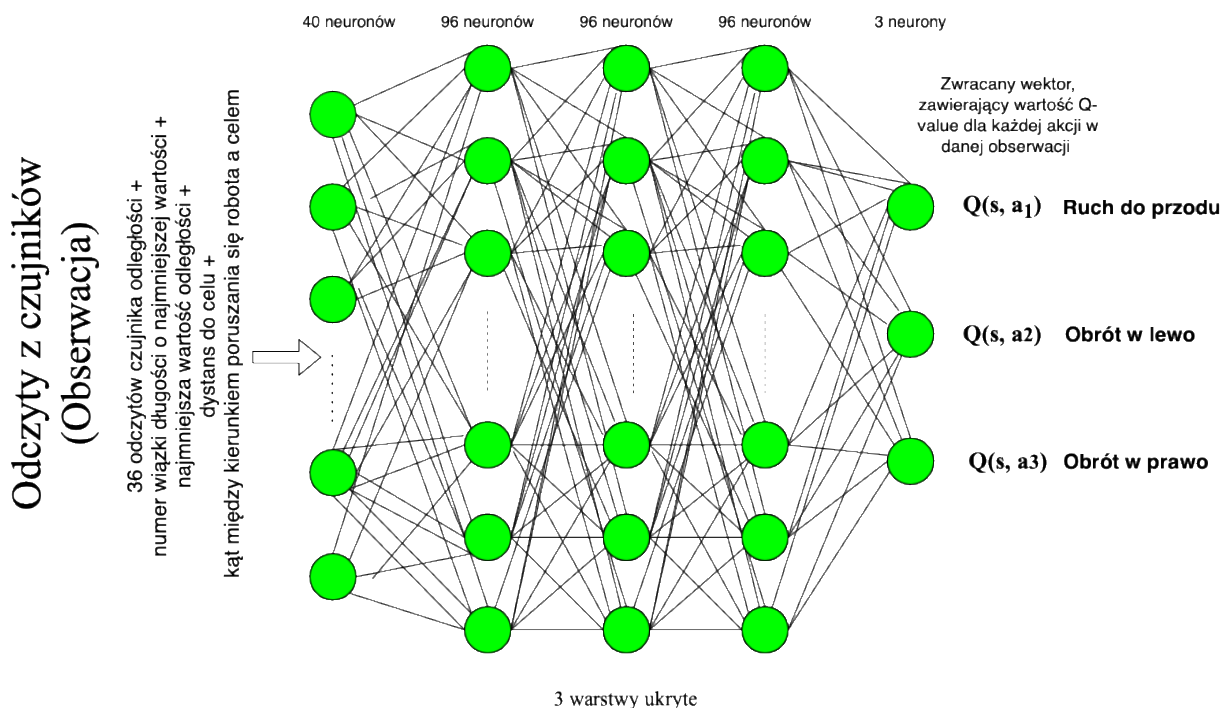 40 neuronów
96 neuronów
96 neuronów
96 neuronów
3 neurony
Odczyty z czujników
(Obserwacja)
36 odczytów czujnika odległości +
numer wiązki długości o najmniejszej wartości +
najmniejsza wartość odległości +
dystans do celu +
kąt między kierunkiem poruszania się robota a celem
Zwracany wektor,
zawierający wartość Q-
value dla każdej akcji w
danej obserwacji
Q(s, a1) Ruch do przodu
Q(s, a2) Obrót w lewo
Q(s, a3) Obrót w prawo
3 warstwy ukryte